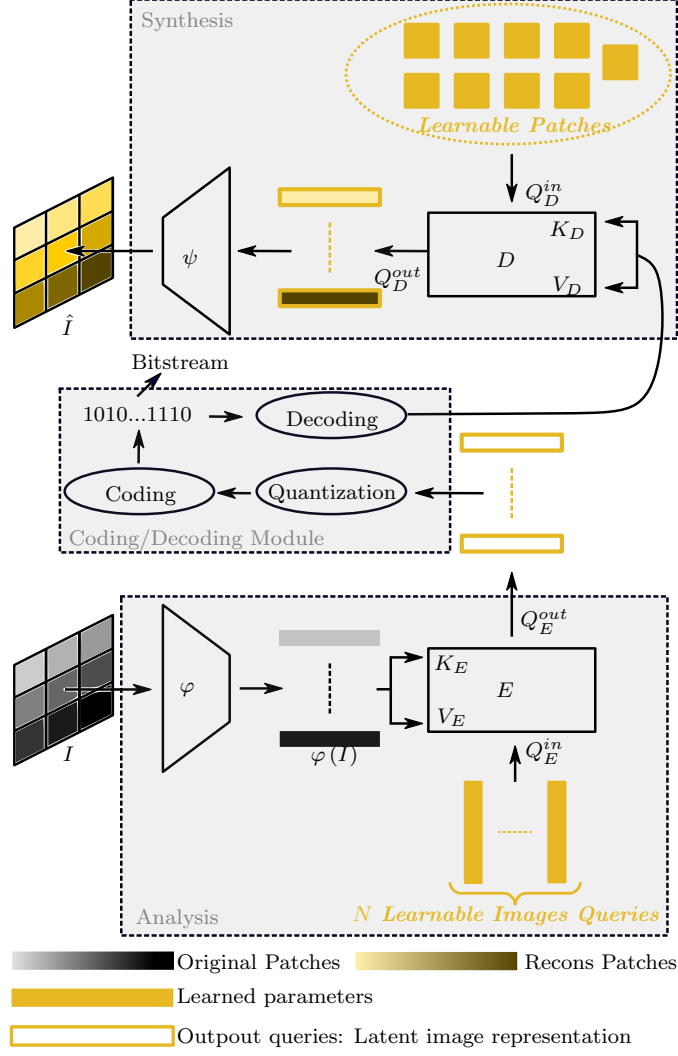 Synthesis
Learnable Patches
Q_D^{in}
K_D
D
V_D
Q_D^{out}
ψ
Î
Bitstream
1010...1110
Decoding
Coding
Quantization
Coding/Decoding Module
Q_E^{out}
K_E
E
V_E
φ
φ(I)
I
Q_E^{in}
N Learnable Images Queries
Analysis
Original Patches
Recons Patches
Learned parameters
Outpout queries: Latent image representation